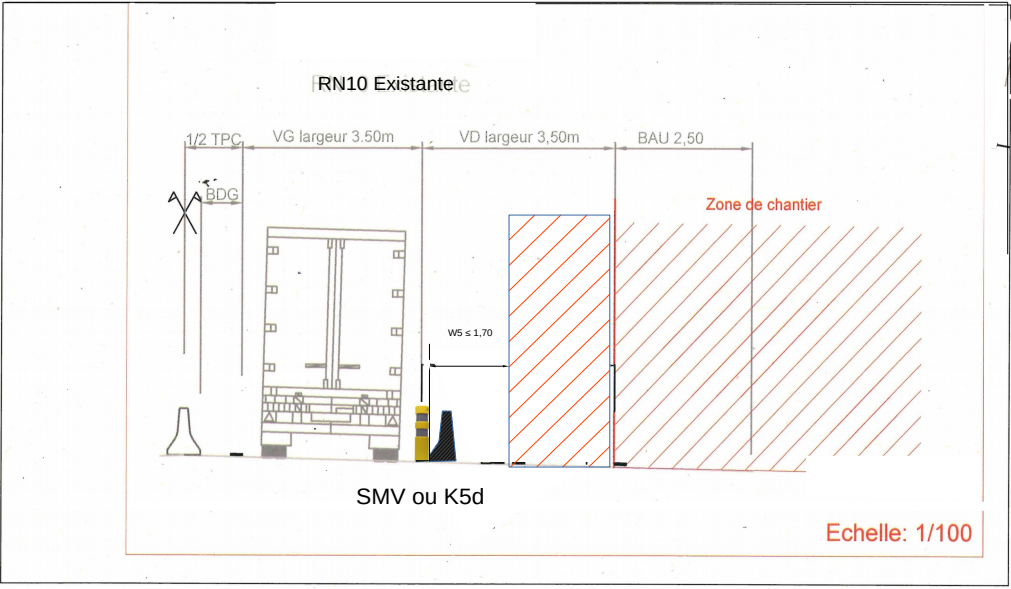 RN10 Existante
1/2 TPC
VG largeur 3.50m
VD largeur 3,50m
BAU 2,50
BDG
Zone de chantier
W5 ≤ 1,70
SMV ou K5d
Echelle: 1/100